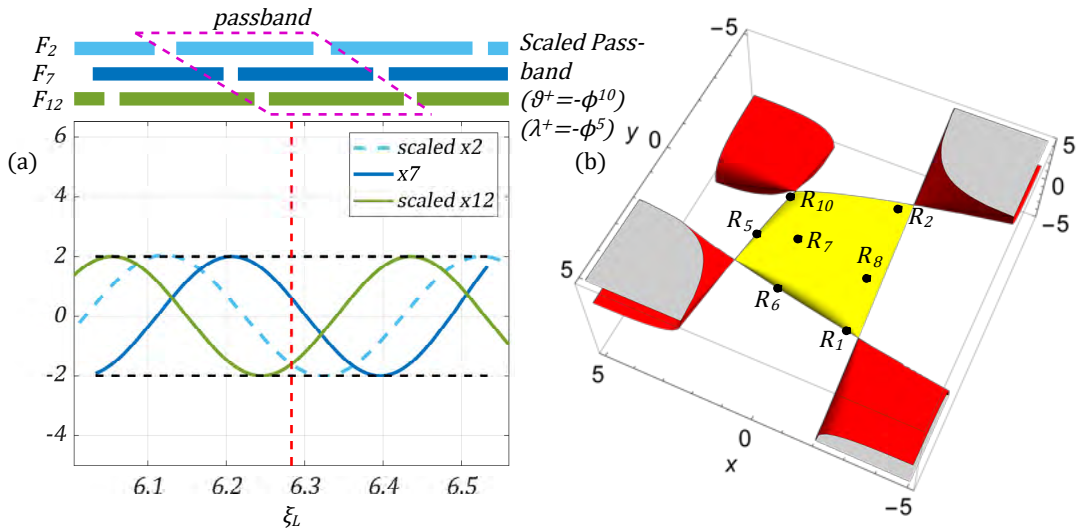 passband
F2
Scaled Pass-
F7
band
F12
(ϑ+=-ϕ10)
(λ+=-ϕ5)
(a)
6
4
2
0
-2
-4
scaled x2
x7
scaled x12
6.1
6.2
6.3
6.4
6.5
ξL
(b)
-5
y
0
5
5
0
-5
R10
R2
R5
R7
R8
R6
R1
5
0
x
-5